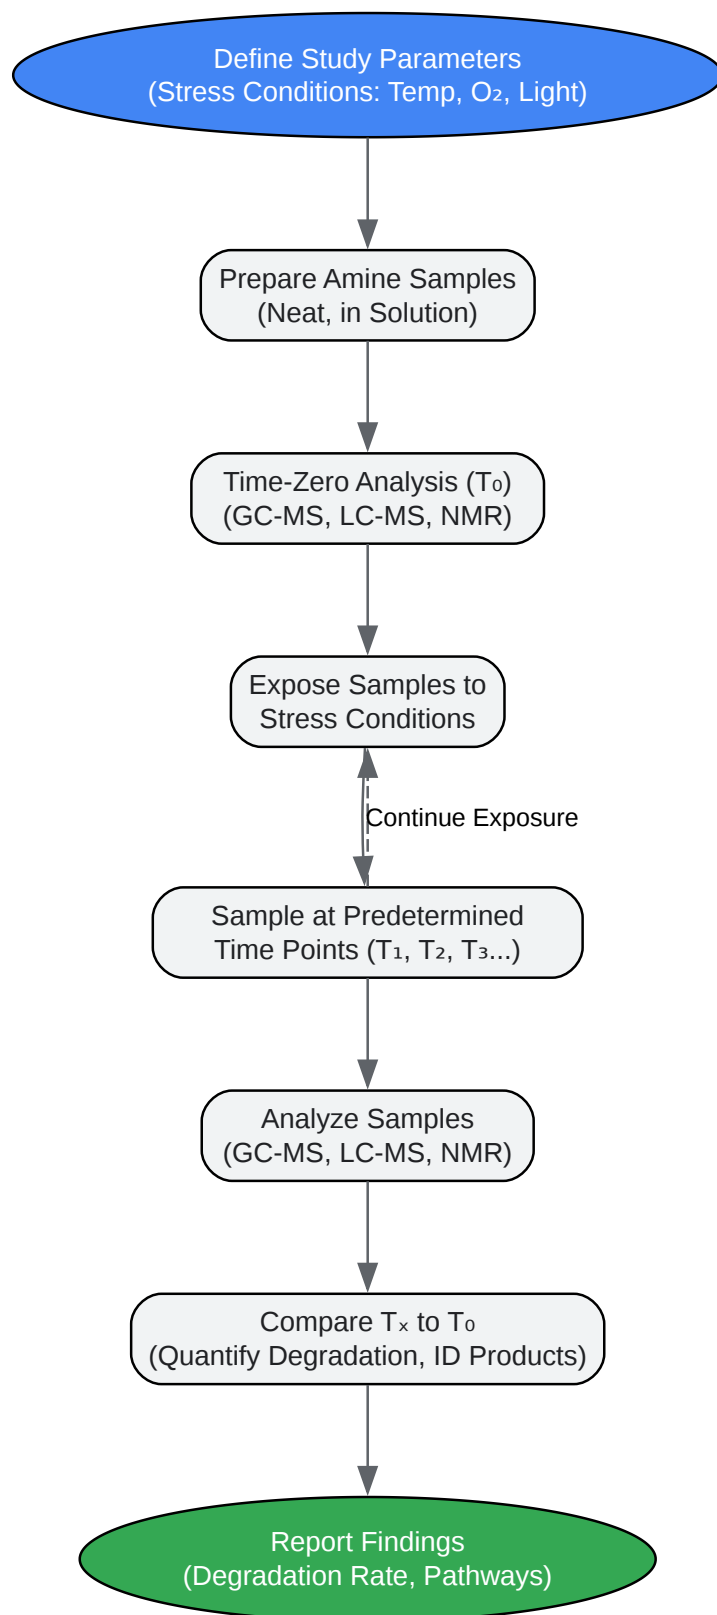 Define Study Parameters
(Stress Conditions: Temp, O₂, Light)
Prepare Amine Samples
(Neat, in Solution)
Time-Zero Analysis (T₀)
(GC-MS, LC-MS, NMR)
Expose Samples to
Stress Conditions
Continue Exposure
Sample at Predetermined
Time Points (T₁, T₂, T₃...)
Analyze Samples
(GC-MS, LC-MS, NMR)
Compare Tₓ to T₀
(Quantify Degradation, ID Products)
Report Findings
(Degradation Rate, Pathways)